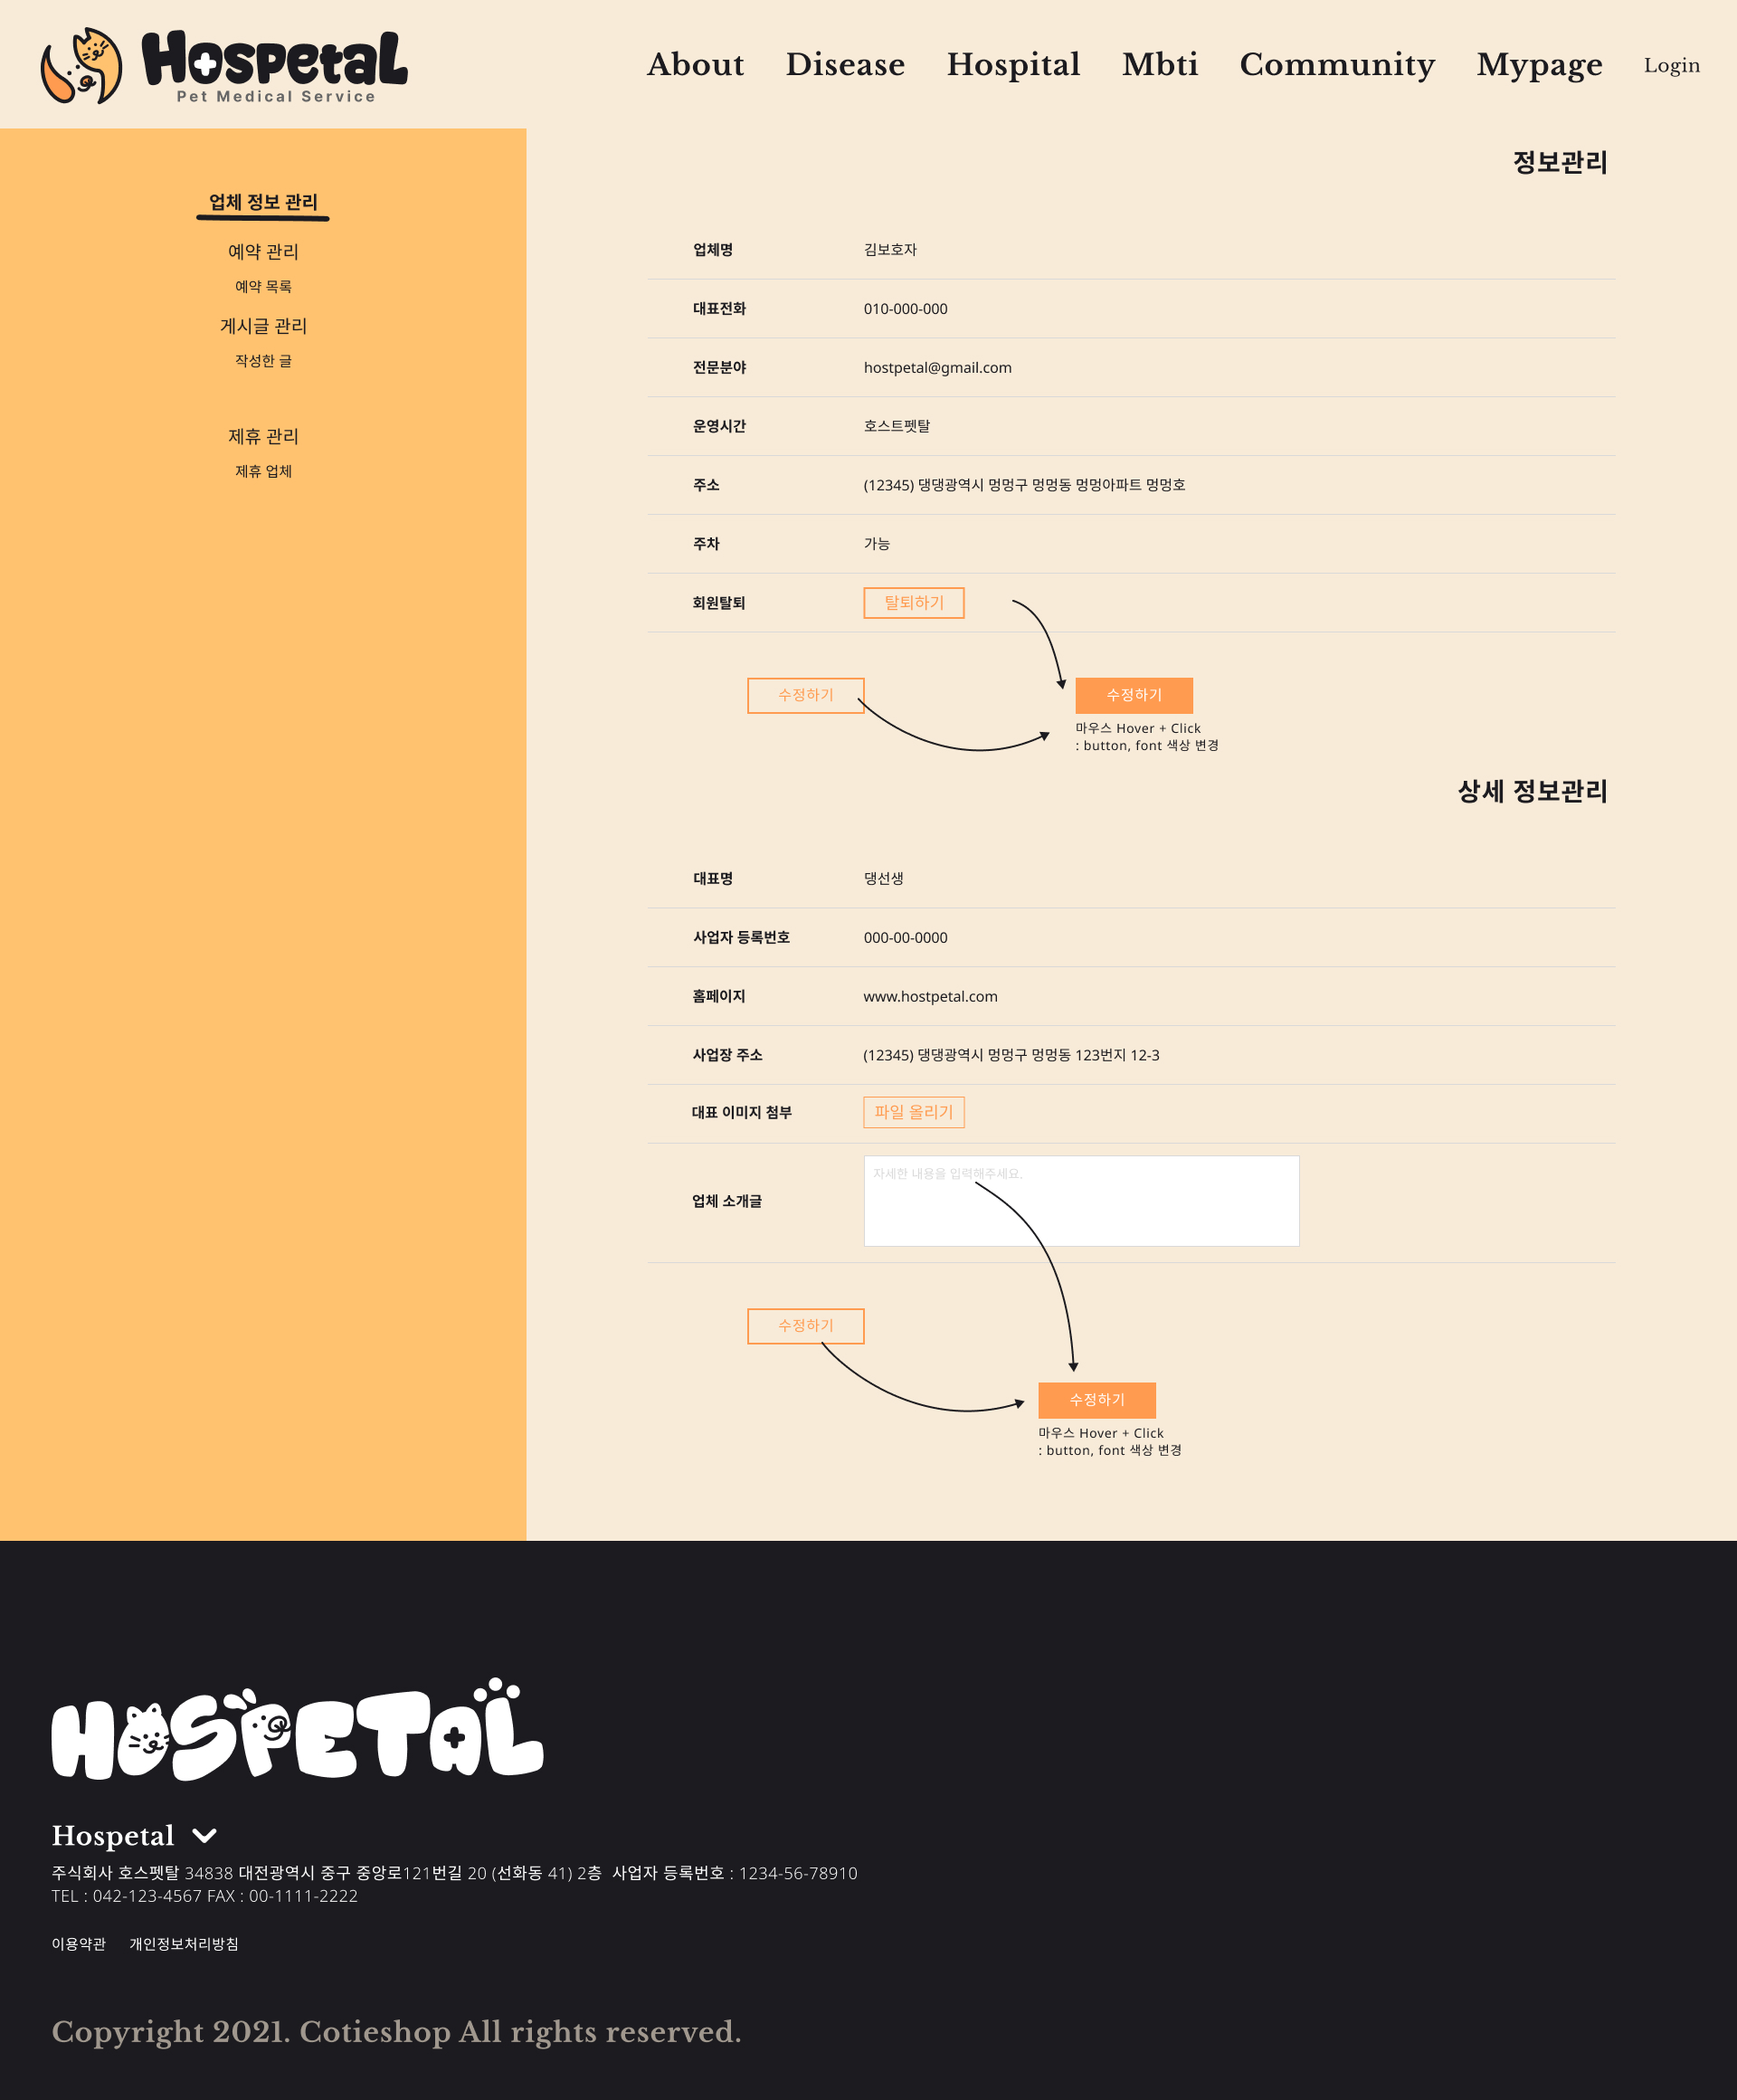 Hospetal
Pet Medical Service
About Disease Hospital Mbti Community Mypage Login
업체 정보 관리
예약 관리
예약 목록
게시글 관리
작성한 글
제휴 관리
제휴 업체
정보관리
업체명 김보호자
대표전화 010-000-000
전문분야 hostpetal@gmail.com
운영시간 호스트펫탈
주소 (12345) 댕댕광역시 멍멍구 멍멍동 멍멍아파트 멍멍호
주차 가능
회원탈퇴 탈퇴하기
수정하기 수정하기
마우스 Hover + Click
: button, font 색상 변경
상세 정보관리
대표명 댕선생
사업자 등록번호 000-00-0000
홈페이지 www.hostpetal.com
사업장 주소 (12345) 댕댕광역시 멍멍구 멍멍동 123번지 12-3
대표 이미지 첨부 파일 올리기
업체 소개글 자세한 내용을 입력해주세요.
수정하기
수정하기
마우스 Hover + Click
: button, font 색상 변경
HOSPETAL
Hospetal
주식회사 호스펫탈 34838 대전광역시 중구 중앙로121번길 20 (선화동 41) 2층 사업자 등록번호 : 1234-56-78910
TEL : 042-123-4567 FAX : 00-1111-2222
이용약관 개인정보처리방침
Copyright 2021. Cotieshop All rights reserved.